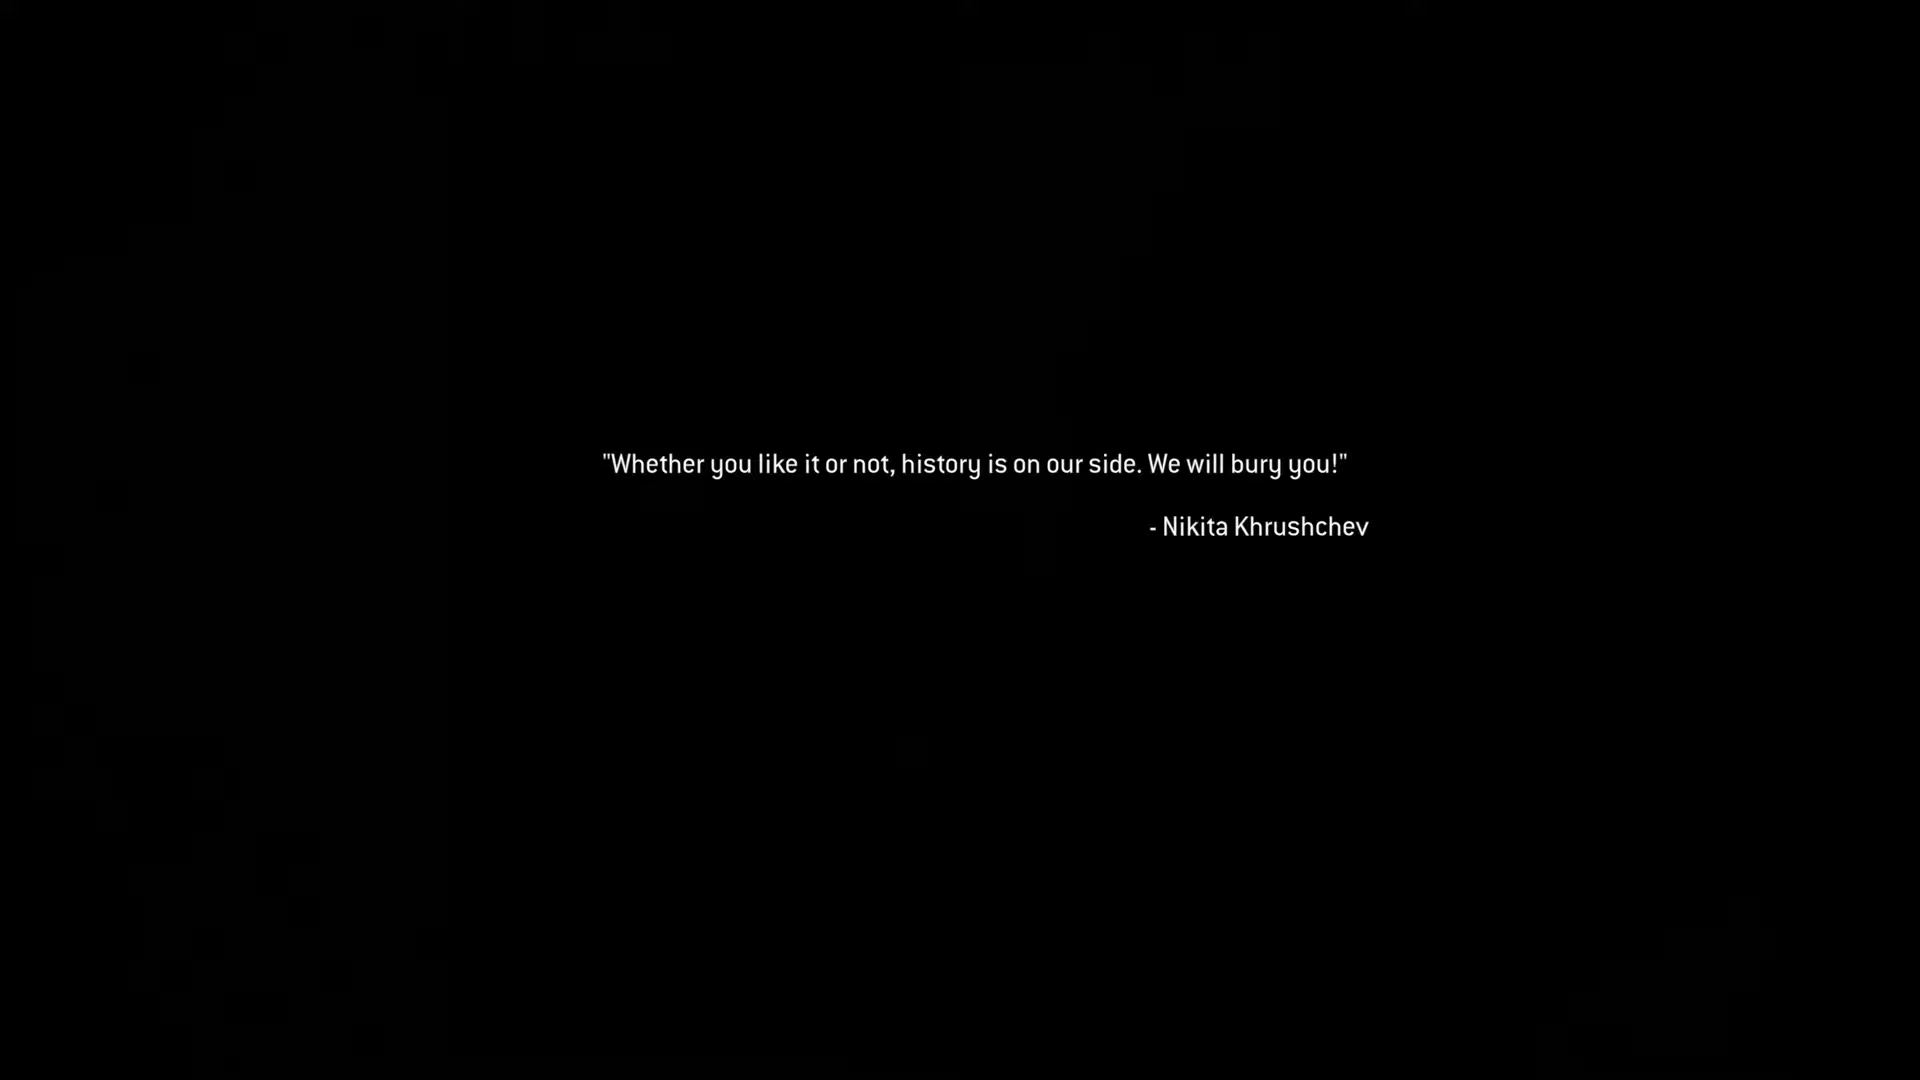 "Whether you like it or not, history is on our side. We will bury you!"
- Nikita Khrushchev